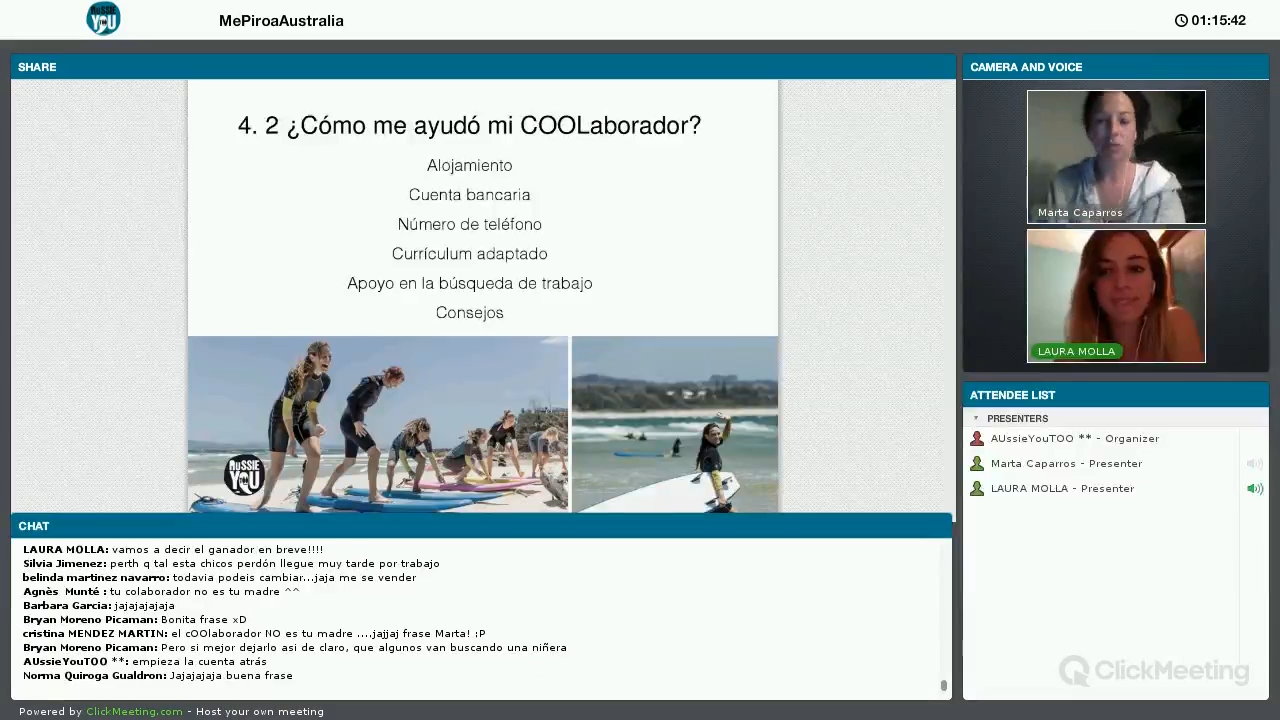 AUSSIE
YOU
TOO
MePiroaAustralia
01:15:42
SHARE
4. 2 ¿Cómo me ayudó mi COOLaborador?
Alojamiento
Cuenta bancaria
Número de teléfono
Currículum adaptado
Apoyo en la búsqueda de trabajo
Consejos
AUSSIE
YOU
TOO
CAMERA AND VOICE
Marta Caparros
LAURA MOLLA
ATTENDEE LIST
PRESENTERS
AUssieYouTOO ** - Organizer
Marta Caparros - Presenter
LAURA MOLLA - Presenter
CHAT
LAURA MOLLA: vamos a decir el ganador en breve!!!!
Silvia Jimenez: perth q tal esta chicos perdón llegue muy tarde por trabajo
belinda martinez navarro: todavia podeis cambiar...jaja me se vender
Agnès Munté : tu colaborador no es tu madre ^^
Barbara Garcia: jajajajajaja
Bryan Moreno Picaman: Bonita frase xD
cristina MENDEZ MARTIN: el cOOlaborador NO es tu madre ....jajjaj frase Marta! :P
Bryan Moreno Picaman: Pero si mejor dejarlo asi de claro, que algunos van buscando una niñera
AUssieYouTOO **: empieza la cuenta atrás
Norma Quiroga Gualdron: Jajajajaja buena frase
ClickMeeting
Powered by ClickMeeting.com - Host your own meeting